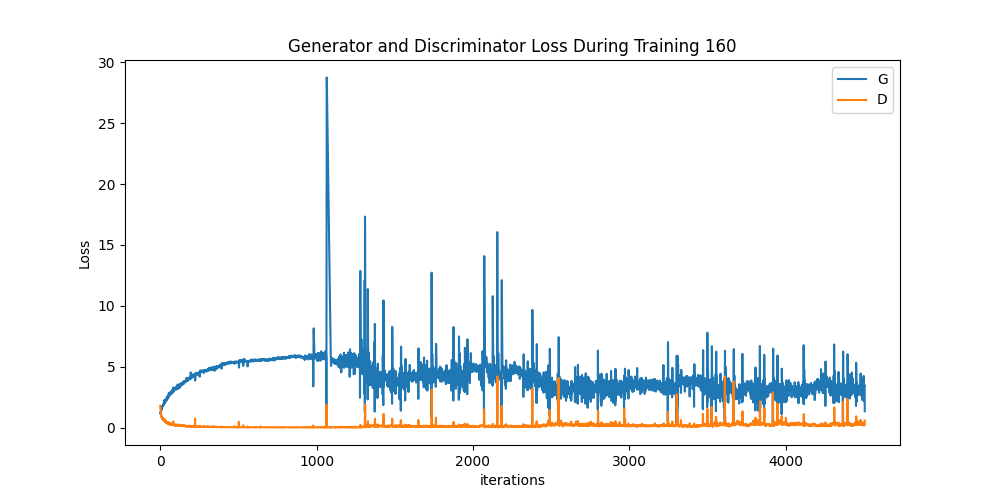 Generator and Discriminator Loss During Training 160
30
25
20
15
10
5
0
Loss
G
D
0 1000 2000 3000 4000
iterations